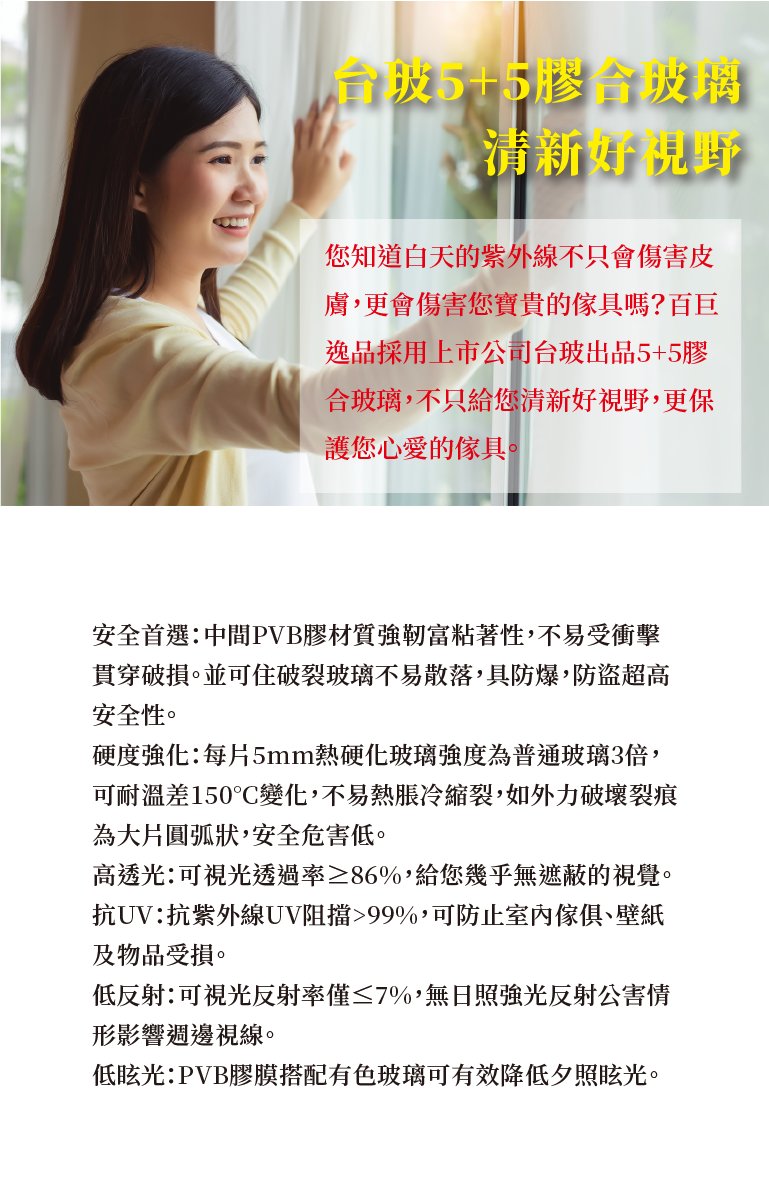 台玻5+5膠合玻璃
清新好視野
您知道白天的紫外線不只會傷害皮
膚，更會傷害您寶貴的傢具嗎？百巨
逸品採用上市公司台玻出品5+5膠
合玻璃，不只給您清新好視野，更保
護您心愛的傢具。
安全首選：中間PVB膠材質強韌富粘著性，不易受衝擊
貫穿破損。並可住破裂玻璃不易散落，具防爆，防盜超高
安全性。
硬度強化：每片5mm熱硬化玻璃強度為普通玻璃3倍，
可耐溫差150℃變化，不易熱脹冷縮裂，如外力破壞裂痕
為大片圓弧狀，安全危害低。
高透光：可視光透過率≧86%，給您幾乎無遮蔽的視覺。
抗UV：抗紫外線UV阻擋>99%，可防止室內傢俱、壁紙
及物品受損。
低反射：可視光反射率僅≦7%，無日照強光反射公害情
形影響週邊視線。
低眩光：PVB膠膜搭配有色玻璃可有效降低夕照眩光。